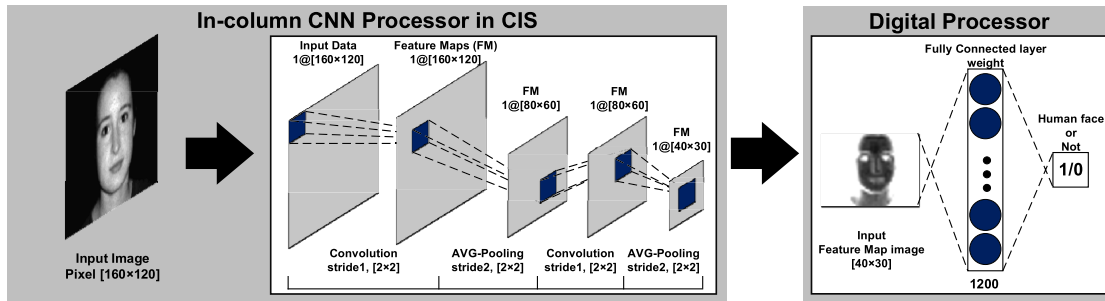 In-column CNN Processor in CIS
Input Image
Pixel [160×120]
Input Data
1@[160×120]
Feature Maps (FM)
1@[160×120]
FM
1@[80×60]
FM
1@[80×60]
FM
1@[40×30]
Convolution
stride1, [2×2]
AVG-Pooling
stride2, [2×2]
Convolution
stride1, [2×2]
AVG-Pooling
stride2, [2×2]
Digital Processor
Fully Connected layer
weight
Input
Feature Map image
[40×30]
1200
Human face
or
Not
1/0